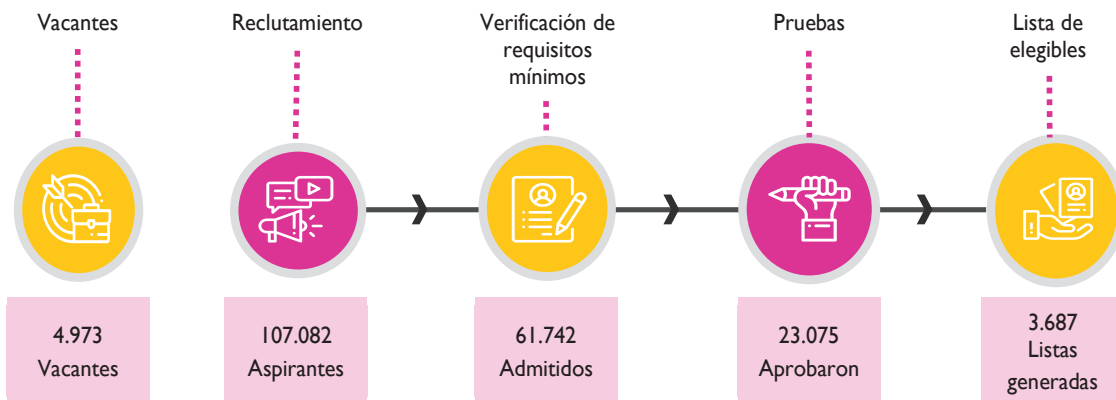 Vacantes
Reclutamiento
Verificación de
requisitos
mínimos
Pruebas
Lista de
elegibles
4.973
Vacantes
107.082
Aspirantes
61.742
Admitidos
23.075
Aprobaron
3.687
Listas
generadas